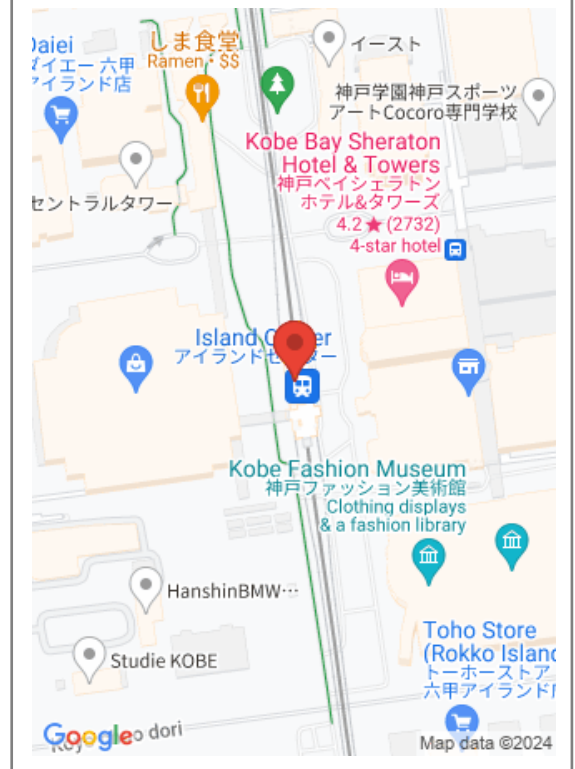 Daiei
ダイエー 六甲
アイランド店
しま食堂
Ramen · $$
イースト
神戸学園神戸スポーツ
アートCocoro専門学校
Kobe Bay Sheraton
Hotel & Towers
神戸ベイシェラトン
ホテル&タワーズ
4.2★(2732)
4-star hotel
セントラルタワー
Island
アイランドセ ター
Kobe Fashion Museum
神戸ファッション美術館
Clothing displays
& a fashion library
HanshinBMW…
Studie KOBE
Toho Store
(Rokko Island
トーホーストア
六甲アイランド
Google
dori
Map data ©2024